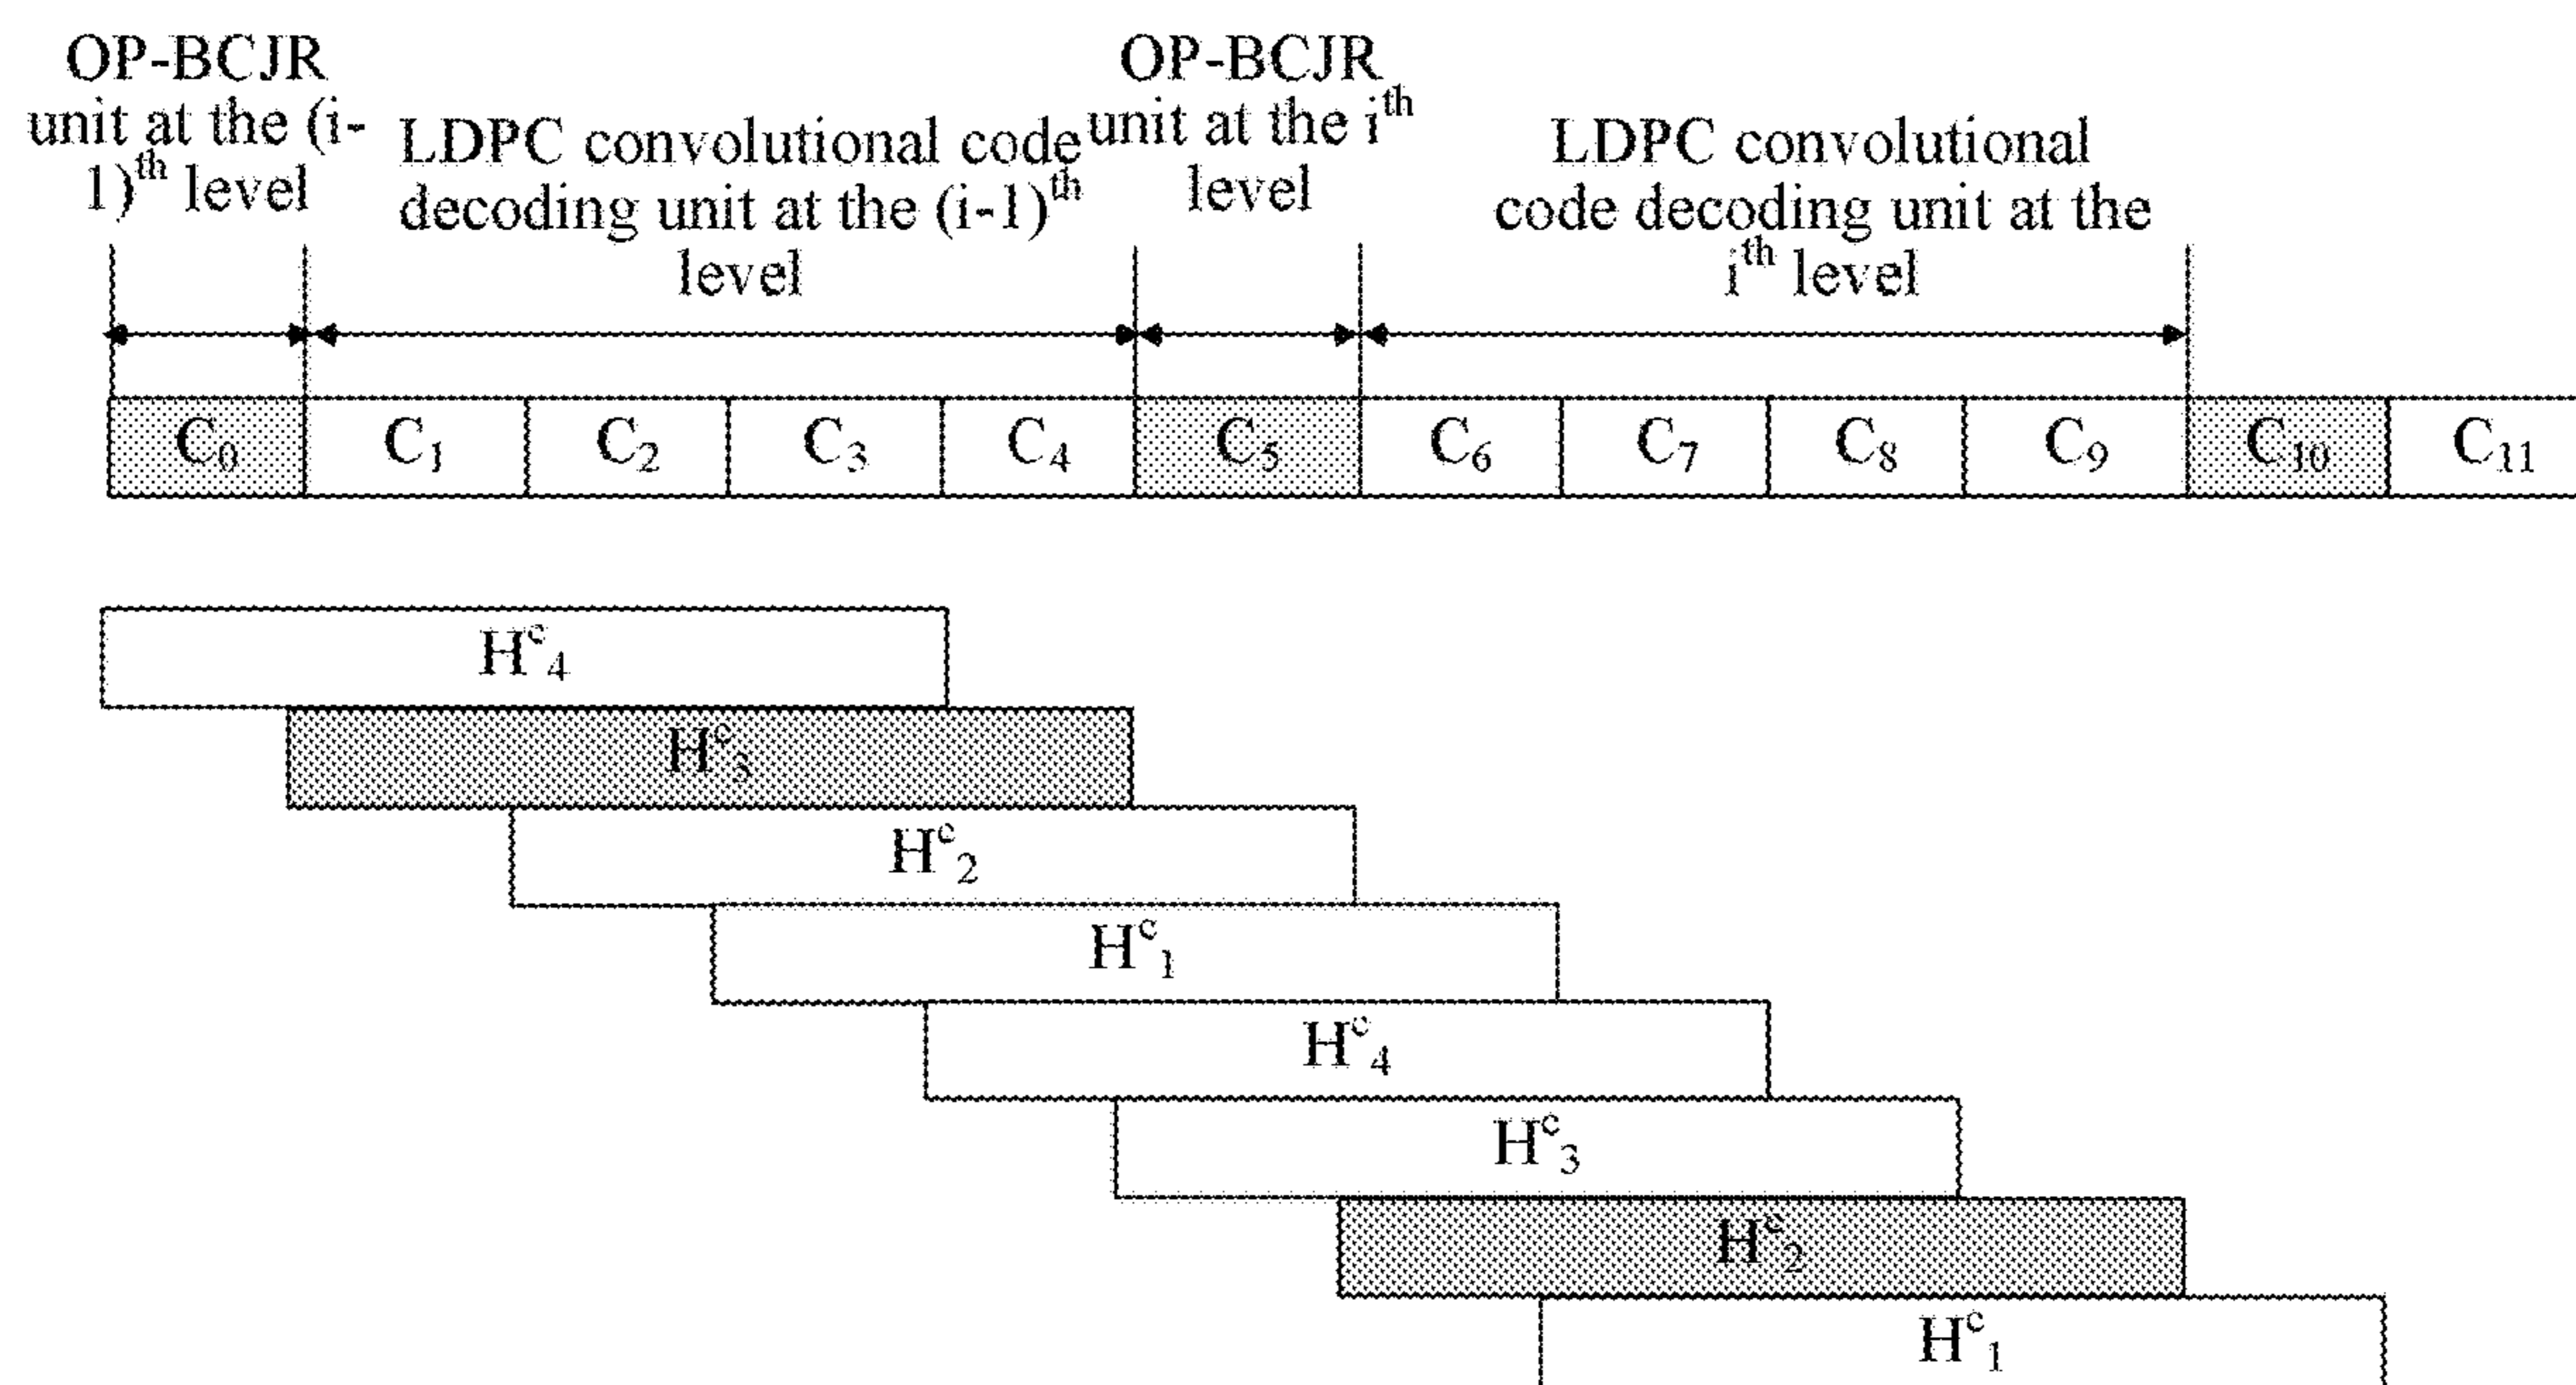 OP-BCJR
unit at the (i-
1)th level
LDPC convolutional code
decoding unit at the (i-1)th
level
OP-BCJR
unit at the ith
level
LDPC convolutional
code decoding unit at the
ith level
C0 C1 C2 C3 C4 C5 C6 C7 C8 C9 C10 C11
Hc4
Hc3
Hc2
Hc1
Hc4
Hc3
Hc2
Hc1